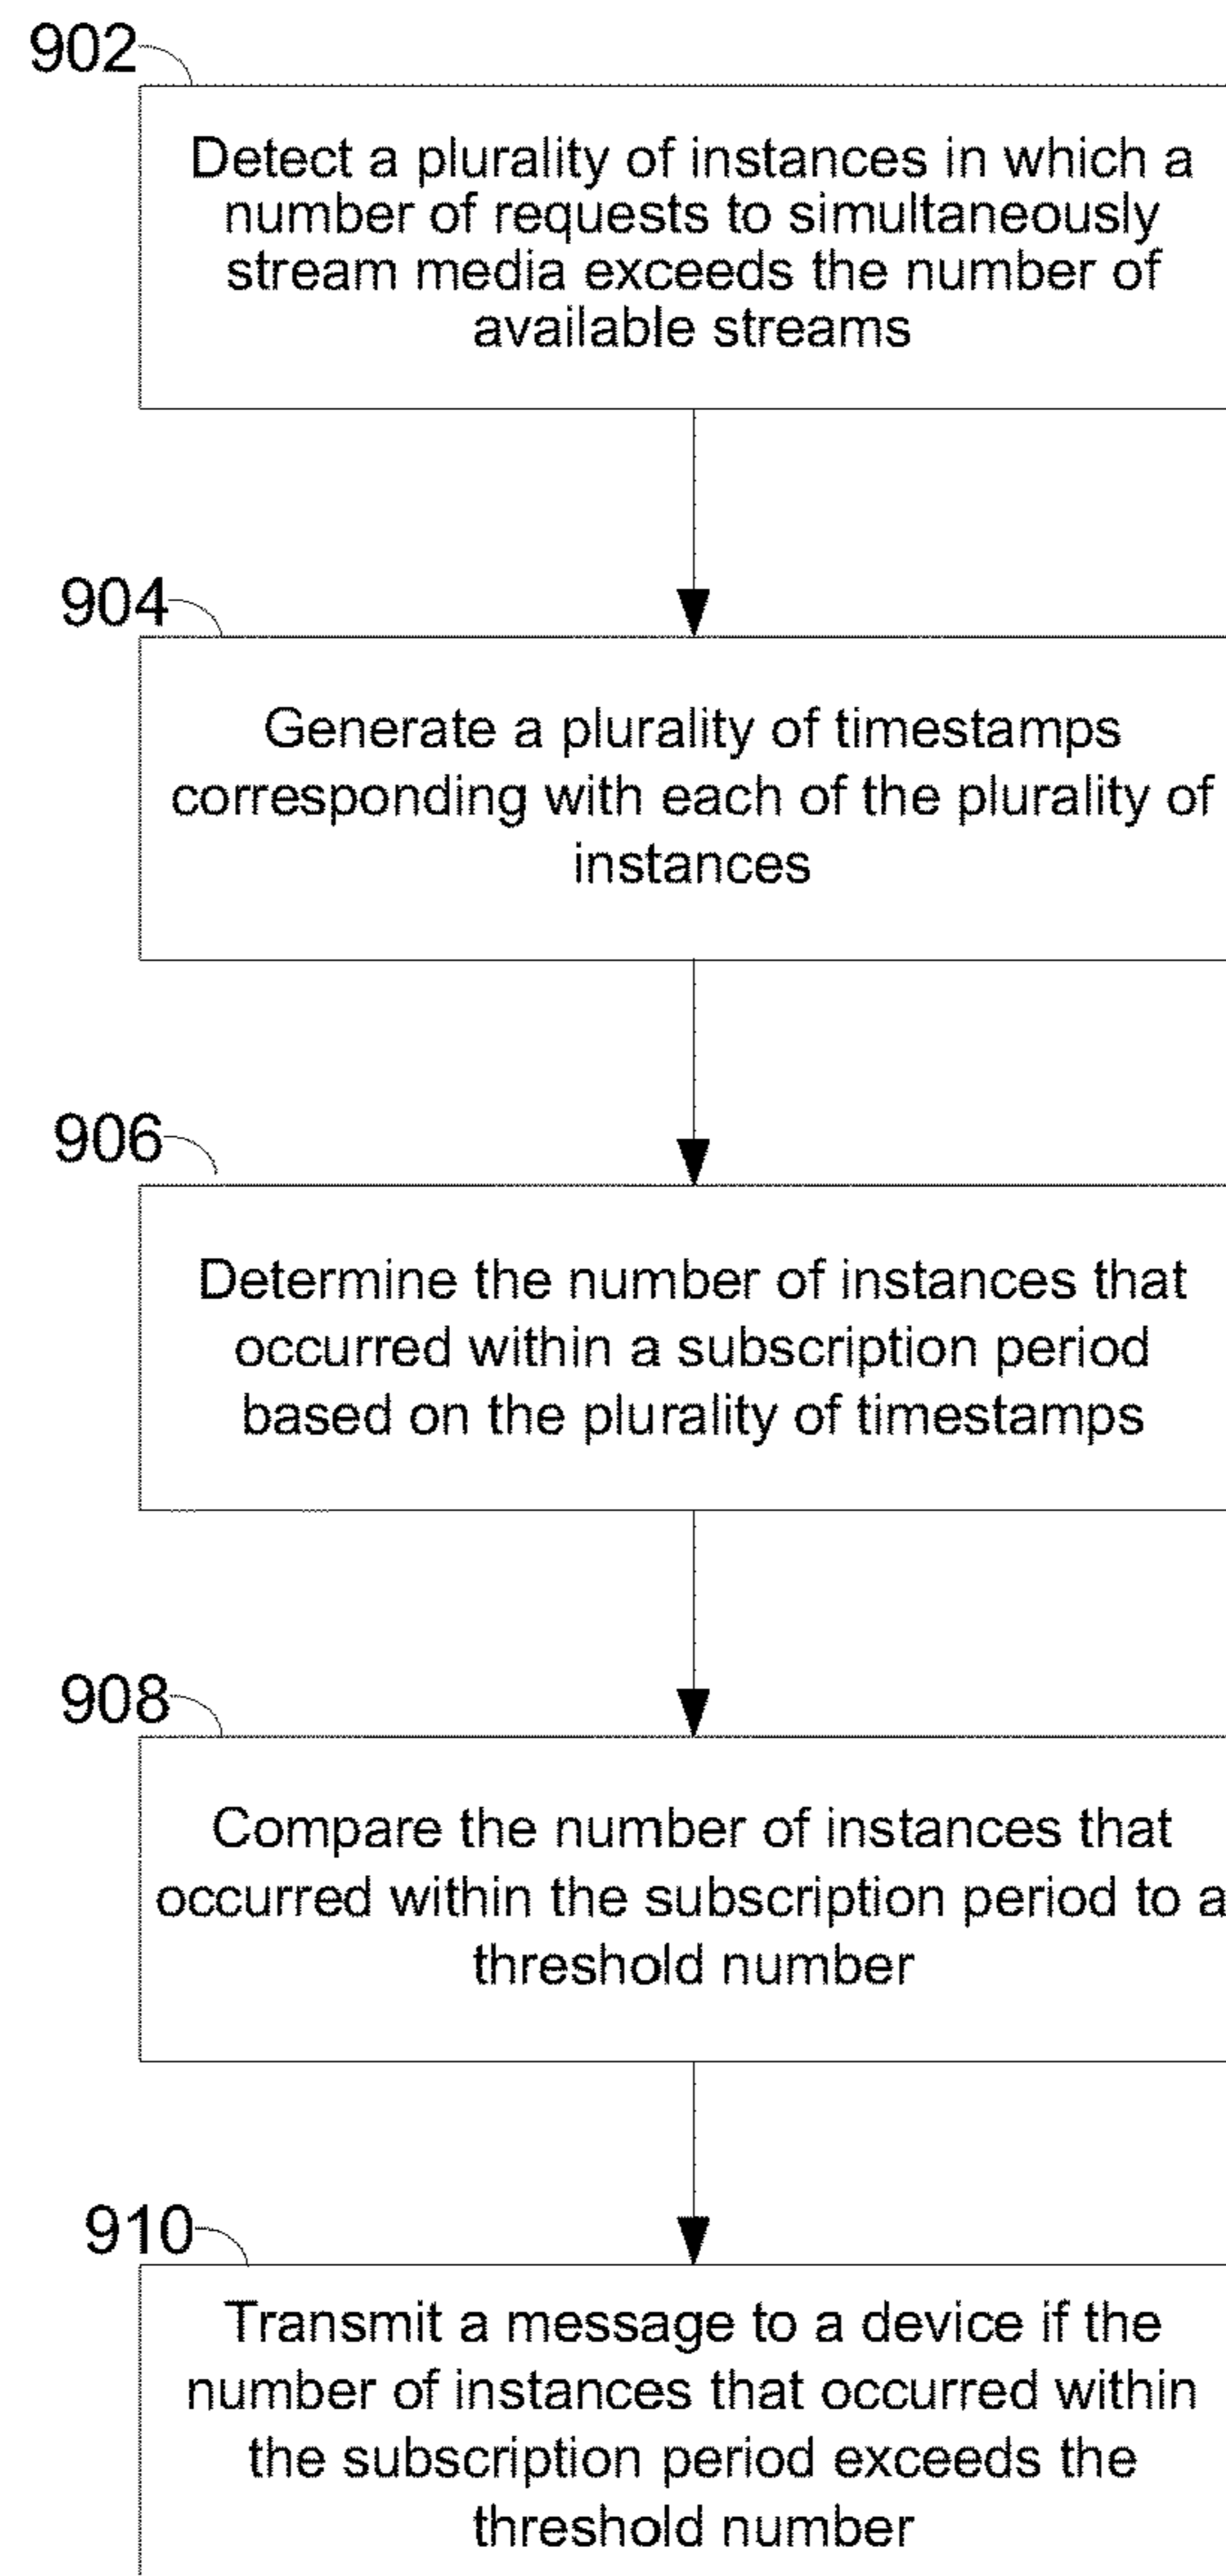 902
Detect a plurality of instances in which a
number of requests to simultaneously
stream media exceeds the number of
available streams
904
Generate a plurality of timestamps
corresponding with each of the plurality of
instances
906
Determine the number of instances that
occurred within a subscription period
based on the plurality of timestamps
908
Compare the number of instances that
occurred within the subscription period to a
threshold number
910
Transmit a message to a device if the
number of instances that occurred within
the subscription period exceeds the
threshold number